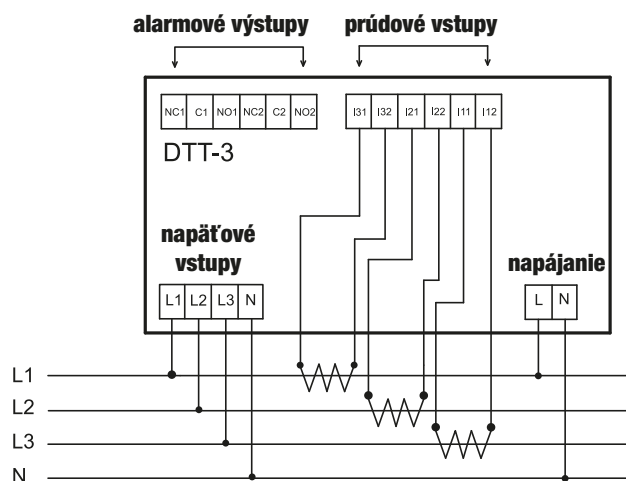 alarmové výstupy prúdové vstupy
NC1 C1 NO1 NC2 C2 NO2 I31 I32 I21 I22 I11 I12
DTT-3
napäťové
vstupy
napájanie
L1 L2 L3 N L N
L1
L2
L3
N